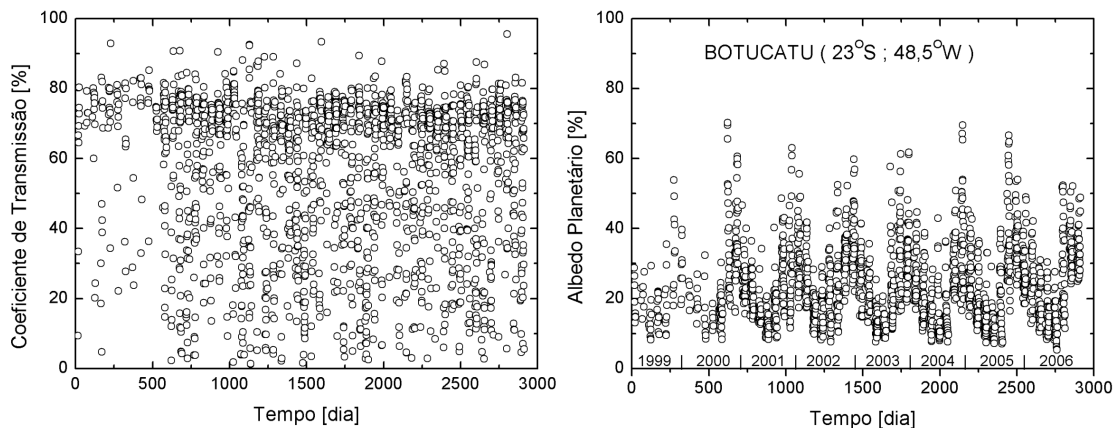 Coeficiente de Transmissão [%]
100
80
60
40
20
0
0 500 1000 1500 2000 2500 3000
Tempo [dia]
Albedo Planetário [%]
BOTUCATU ( 23°S ; 48,5°W )
100
80
60
40
20
0
1999 2000 2001 2002 2003 2004 2005 2006
0 500 1000 1500 2000 2500 3000
Tempo [dia]